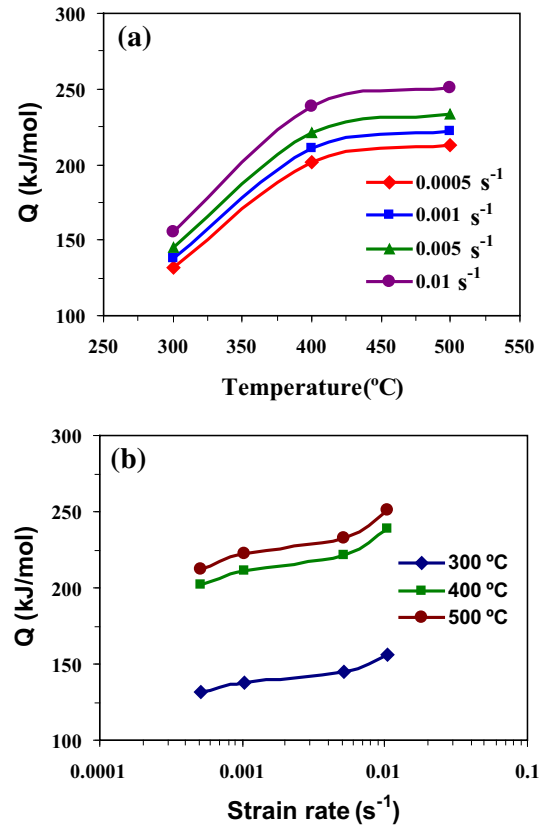 (a)
300
250
200
150
100
Q (kJ/mol)
0.0005 s⁻¹
0.001 s⁻¹
0.005 s⁻¹
0.01 s⁻¹
250 300 350 400 450 500 550
Temperature(ºC)
(b)
300
250
200
150
100
Q (kJ/mol)
300 ºC
400 ºC
500 ºC
0.0001 0.001 0.01 0.1
Strain rate (s⁻¹)